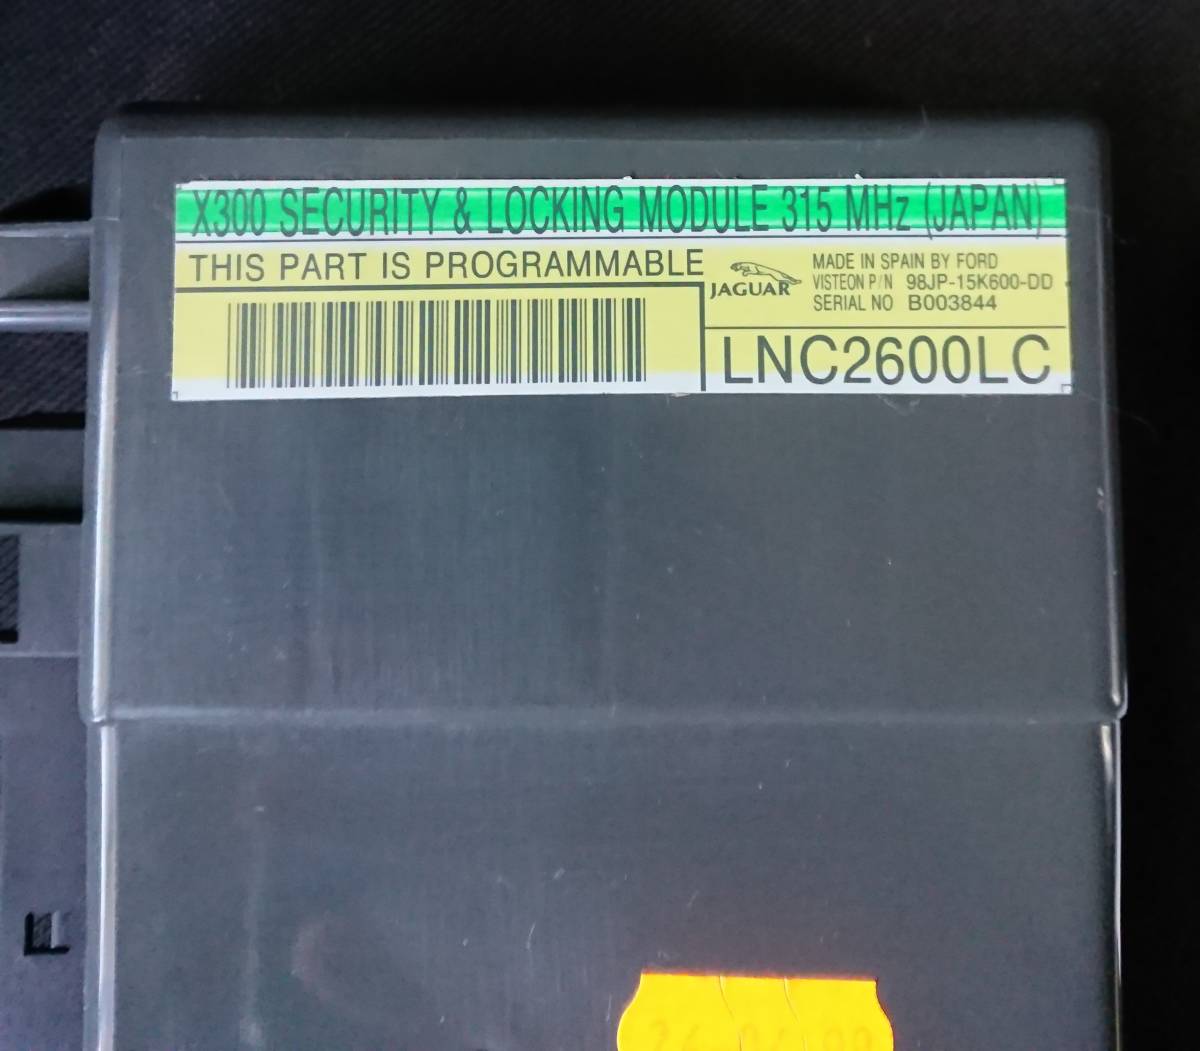 X300 SECURITY & LOCKING MODULE 315 MHz (JAPAN)
THIS PART IS PROGRAMMABLE
JAGUAR
MADE IN SPAIN BY FORD
VISTEON P/N 98JP-15K600-DD
SERIAL NO B003844
LNC2600LC